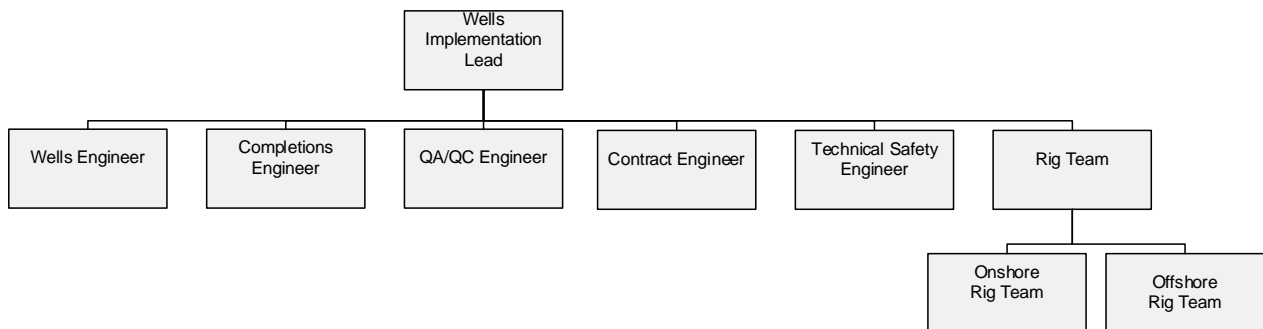 Wells
Implementation
Lead
Wells Engineer
Completions
Engineer
QA/QC Engineer
Contract Engineer
Technical Safety
Engineer
Rig Team
Onshore
Rig Team
Offshore
Rig Team